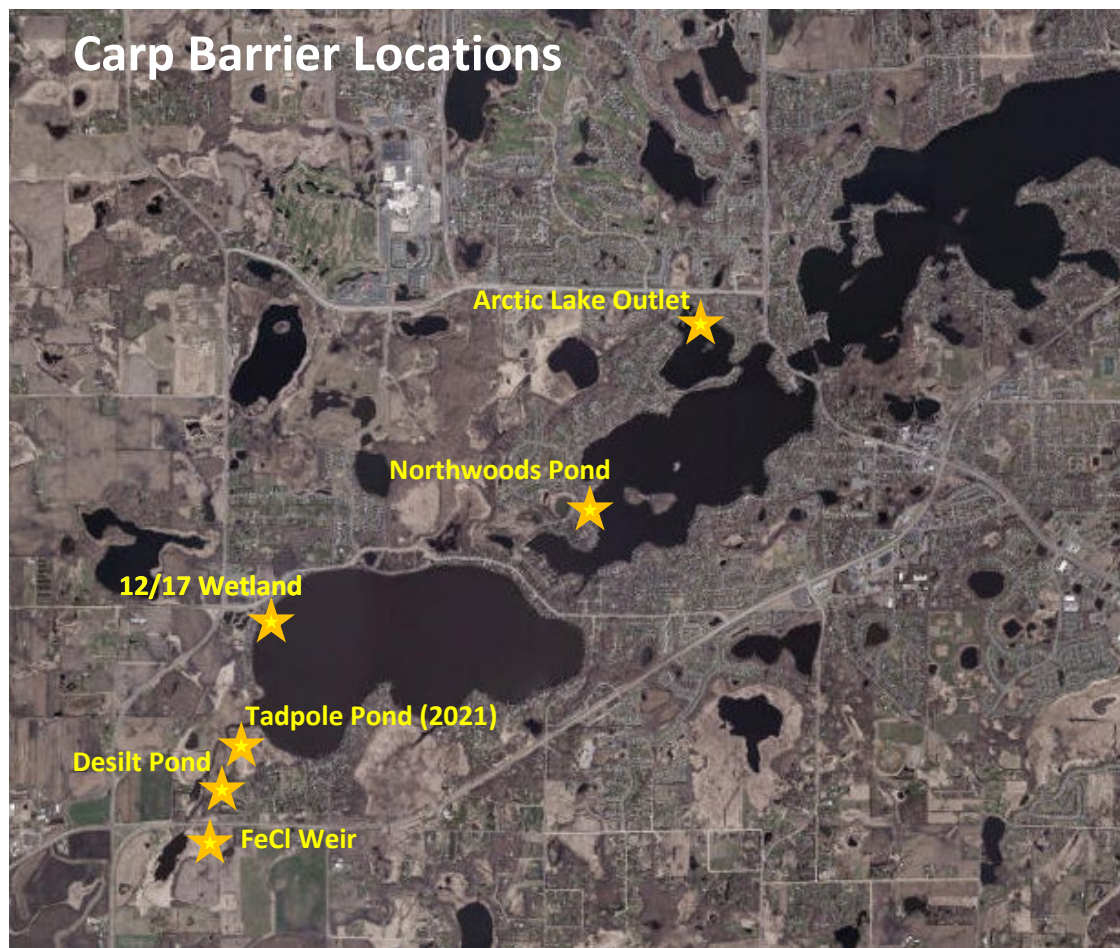 Carp Barrier Locations
Arctic Lake Outlet
Northwoods Pond
12/17 Wetland
Tadpole Pond (2021)
Desilt Pond
FeCl Weir